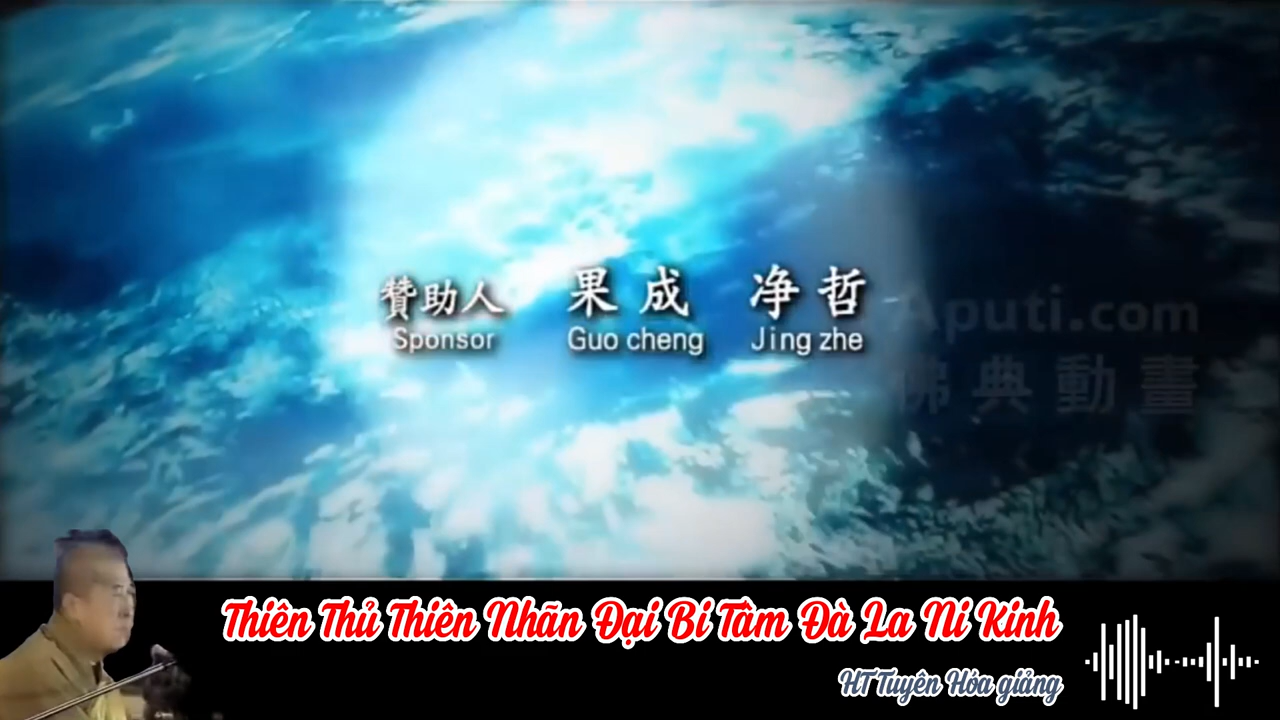 贊助人 果成 净哲
Sponsor Guo cheng Jing zhe
Aputi.com
佛典動畫
Thiên Thủ Thiên Nhãn Đại Bi Tâm Đà La Ni Kinh
HT Tuyên Hóa giảng